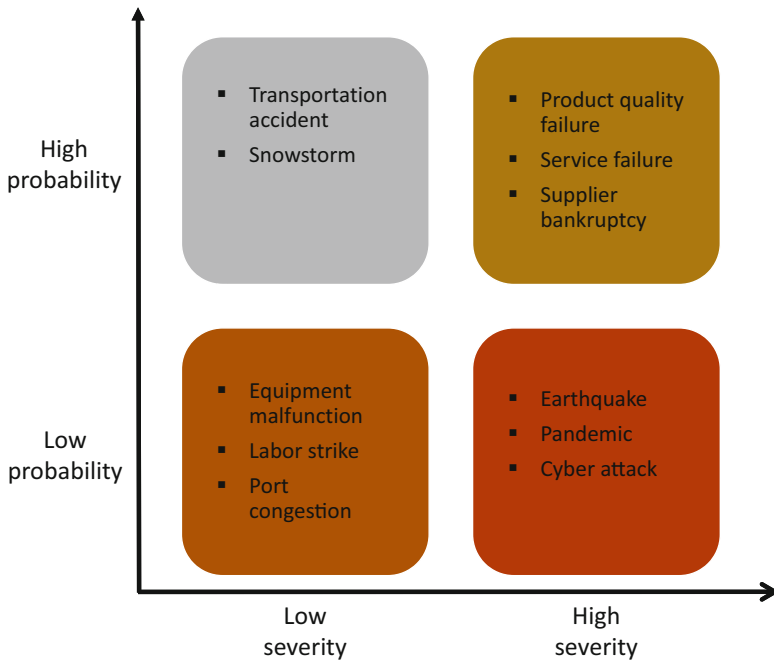 High
probability
▪ Transportation
accident
▪ Snowstorm
▪ Product quality
failure
▪ Service failure
▪ Supplier
bankruptcy
Low
probability
▪ Equipment
malfunction
▪ Labor strike
▪ Port
congestion
▪ Earthquake
▪ Pandemic
▪ Cyber attack
Low
severity
High
severity